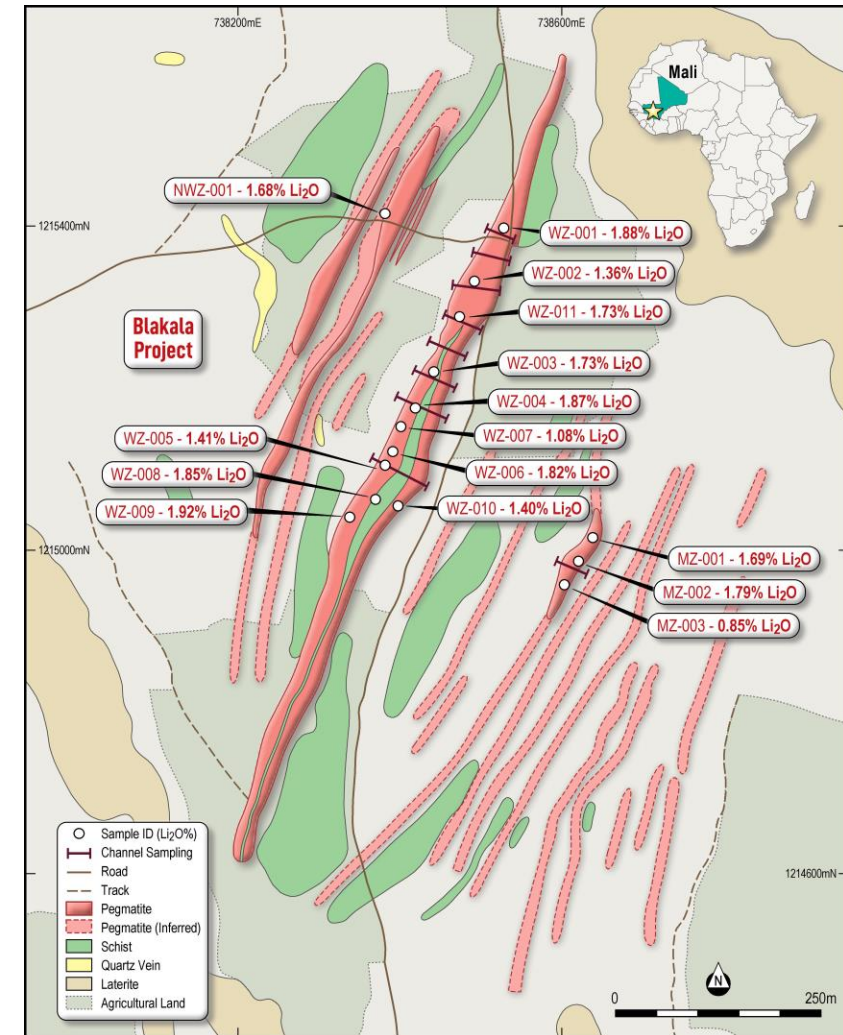 738200mE
738600mE
Mali
NWZ-001 - 1.68% Li₂O
1215400mN
WZ-001 - 1.88% Li₂O
WZ-002 - 1.36% Li₂O
WZ-011 - 1.73% Li₂O
Blakala
Project
WZ-003 - 1.73% Li₂O
WZ-004 - 1.87% Li₂O
WZ-005 - 1.41% Li₂O
WZ-007 - 1.08% Li₂O
WZ-008 - 1.85% Li₂O
WZ-006 - 1.82% Li₂O
WZ-009 - 1.92% Li₂O
WZ-010 - 1.40% Li₂O
1215000mN
MZ-001 - 1.69% Li₂O
MZ-002 - 1.79% Li₂O
MZ-003 - 0.85% Li₂O
Sample ID (Li₂O%)
Channel Sampling
Road
Track
Pegmatite
Pegmatite (Inferred)
Schist
Quartz Vein
Laterite
Agricultural Land
1214600mN
N
0
250m